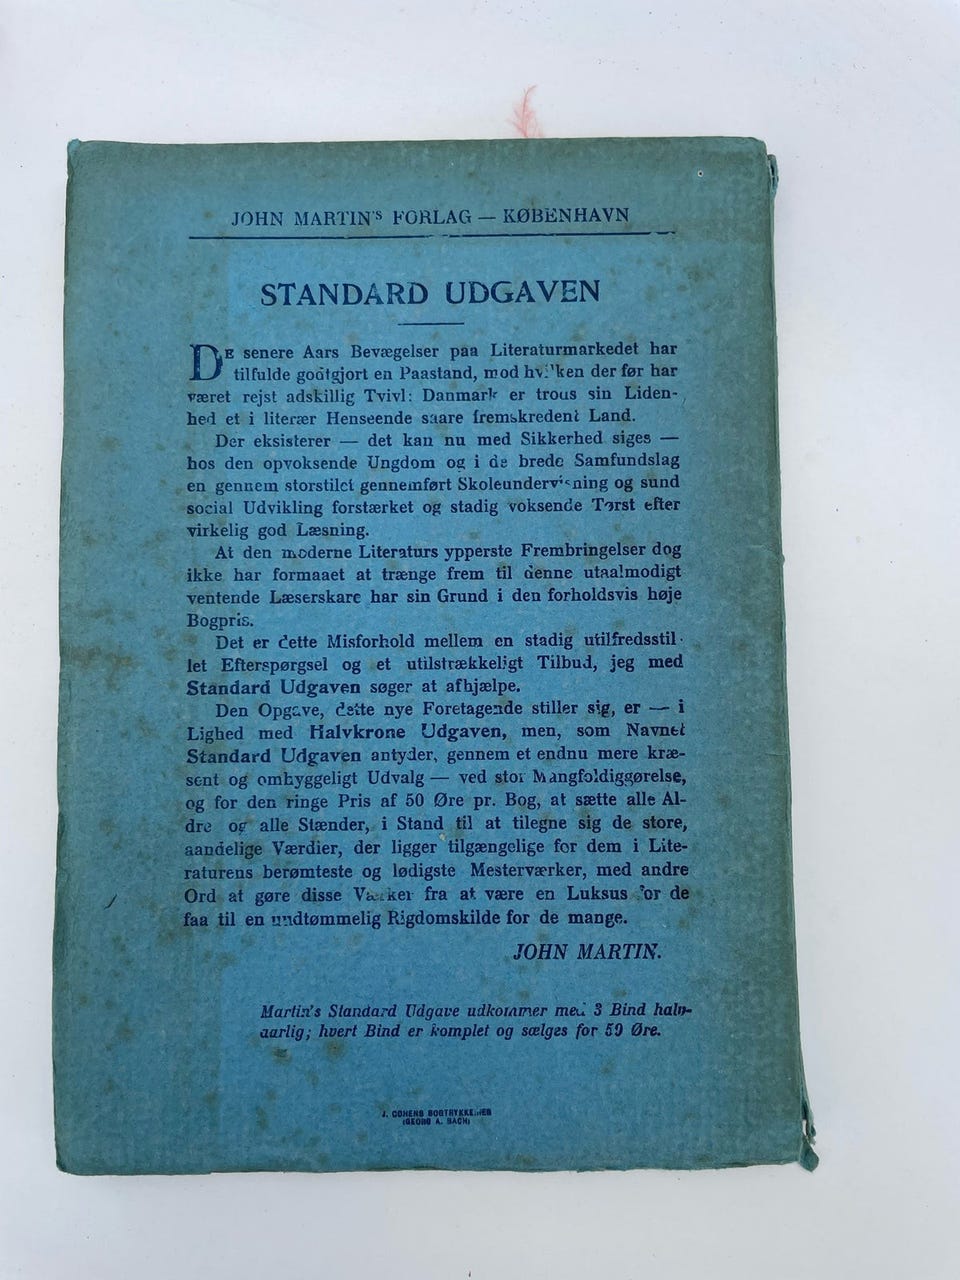 JOHN MARTIN'S FORLAG — KØBENHAVN
STANDARD UDGAVEN
DE senere Aars Bevægelser paa Literaturmarkedet har
tilfulde godtgjort en Paastand, mod hvilken der før har
været rejst adskillig Tvivl: Danmark er trods sin Liden-
hed et i literær Henseende saare fremskredent Land.
Der eksisterer — det kan nu med Sikkerhed siges —
hos den opvoksende Ungdom og i de brede Samfundslag
en gennem storstilet gennemført Skoleundervisning og sund
social Udvikling forstærket og stadig voksende Tørst efter
virkelig god Læsning.
At den moderne Literaturs ypperste Frembringelser dog
ikke har formaaet at trænge frem til denne utaalmodigt
ventende Læserskare har sin Grund i den forholdsvis høje
Bogpris.
Det er dette Misforhold mellem en stadig utilfredsstil-
let Efterspørgsel og et utilstrækkeligt Tilbud, jeg med
Standard Udgaven søger at afhjælpe.
Den Opgave, dette nye Foretagende stiller sig, er — i
Lighed med Halvkrone Udgaven, men, som Navnet
Standard Udgaven antyder, gennem et endnu mere kræ-
sent og omhyggeligt Udvalg — ved stor Mangfoldiggørelse,
og for den ringe Pris af 50 Øre pr. Bog, at sætte alle Al-
dre og alle Stænder, i Stand til at tilegne sig de store,
aandelige Værdier, der ligger tilgængelige for dem i Lite-
raturens berømteste og lødigste Mesterværker, med andre
Ord at gøre disse Værker fra at være en Luksus for de
faa til en uudtømmelig Rigdomskilde for de mange.
JOHN MARTIN.
Martin's Standard Udgave udkommer med 3 Bind halv-
aarlig; hvert Bind er komplet og sælges for 50 Øre.
J. COHENS BOGTRYKKERIER
(GEORG A. BACH)